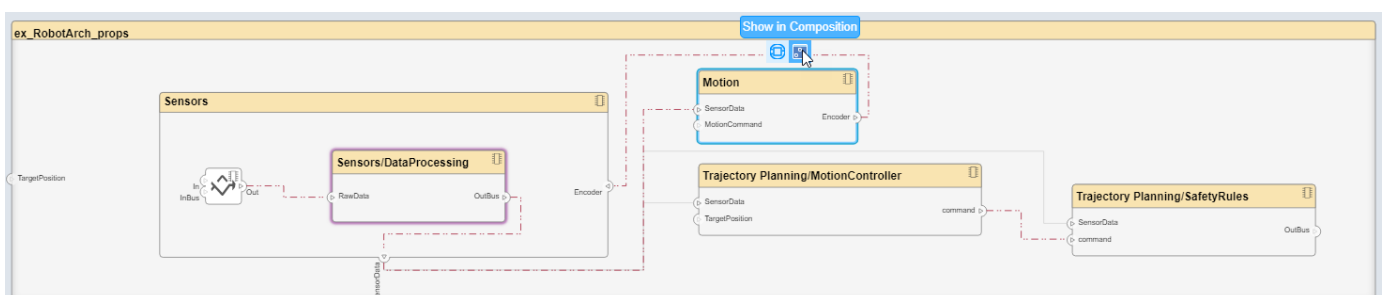 Show in Composition
ex_RobotArch_props
Motion
SensorData
MotionCommand
Encoder
Sensors
Sensors/DataProcessing
RawData
OutBus
In
InBus
Out
Encoder
TargetPosition
Trajectory Planning/MotionController
SensorData
TargetPosition
command
Trajectory Planning/SafetyRules
SensorData
command
OutBus